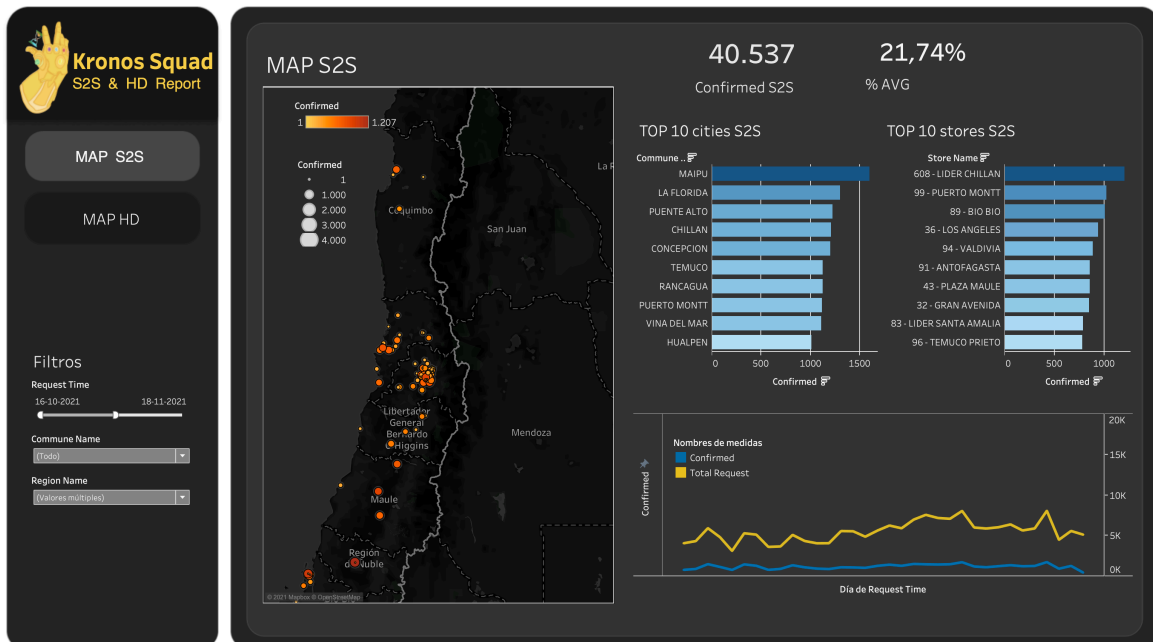 Kronos Squad
S2S & HD Report
MAP S2S
MAP HD
Filtros
Request Time
16-10-2021 18-11-2021
Commune Name
(Todo)
Region Name
(Valores múltiples)
MAP S2S
40.537
Confirmed S2S
21,74%
% AVG
Confirmed
1 1.207
Confirmed
1
1.000
2.000
3.000
4.000
Coquimbo
San Juan
Mendoza
Libertador
General
Bernardo
O'Higgins
Maule
Región
de Ñuble
© 2021 Mapbox © OpenStreetMap
TOP 10 cities S2S
Commune ..
MAIPU
LA FLORIDA
PUENTE ALTO
CHILLAN
CONCEPCION
TEMUCO
RANCAGUA
PUERTO MONTT
VINA DEL MAR
HUALPEN
0 500 1000 1500
Confirmed
TOP 10 stores S2S
Store Name
608 - LIDER CHILLAN
99 - PUERTO MONTT
89 - BIO BIO
36 - LOS ANGELES
94 - VALDIVIA
91 - ANTOFAGASTA
43 - PLAZA MAULE
32 - GRAN AVENIDA
83 - LIDER SANTA AMALIA
96 - TEMUCO PRIETO
0 500 1000
Confirmed
Confirmed
Nombres de medidas
Confirmed
Total Request
20K
15K
10K
5K
0K
Día de Request Time